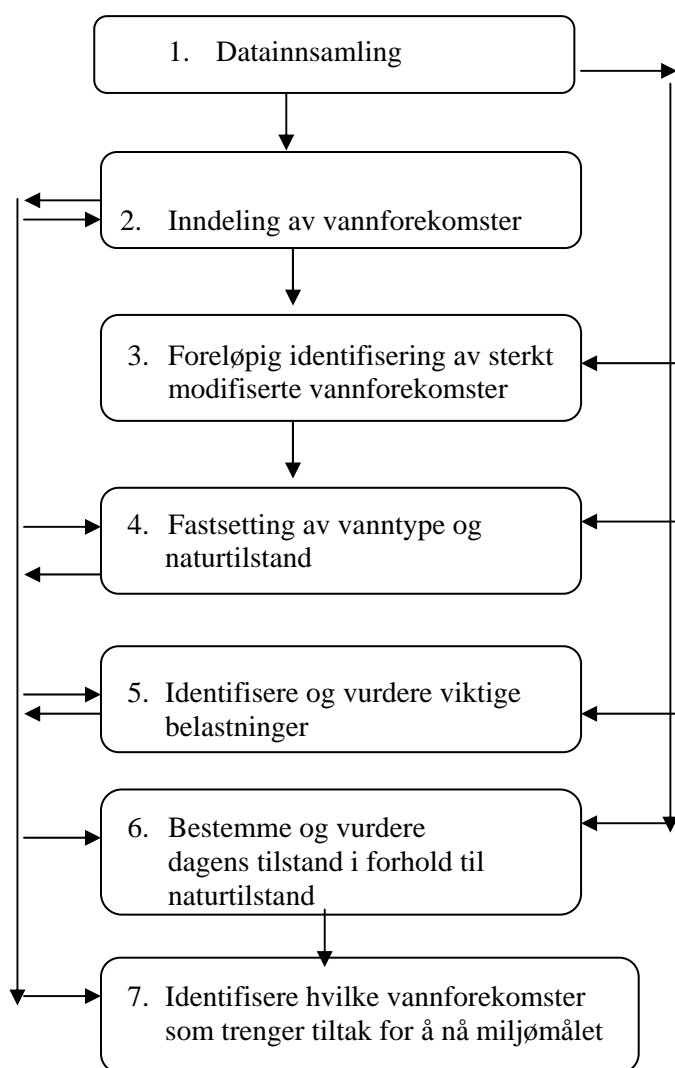 1. Datainnsamling
2. Inndeling av vannforekomster
3. Foreløpig identifisering av sterkt
modifiserte vannforekomster
4. Fastsetting av vanntype og
naturtilstand
5. Identifisere og vurdere viktige
belastninger
6. Bestemme og vurdere
dagens tilstand i forhold til
naturtilstand
7. Identifisere hvilke vannforekomster
som trenger tiltak for å nå miljømålet